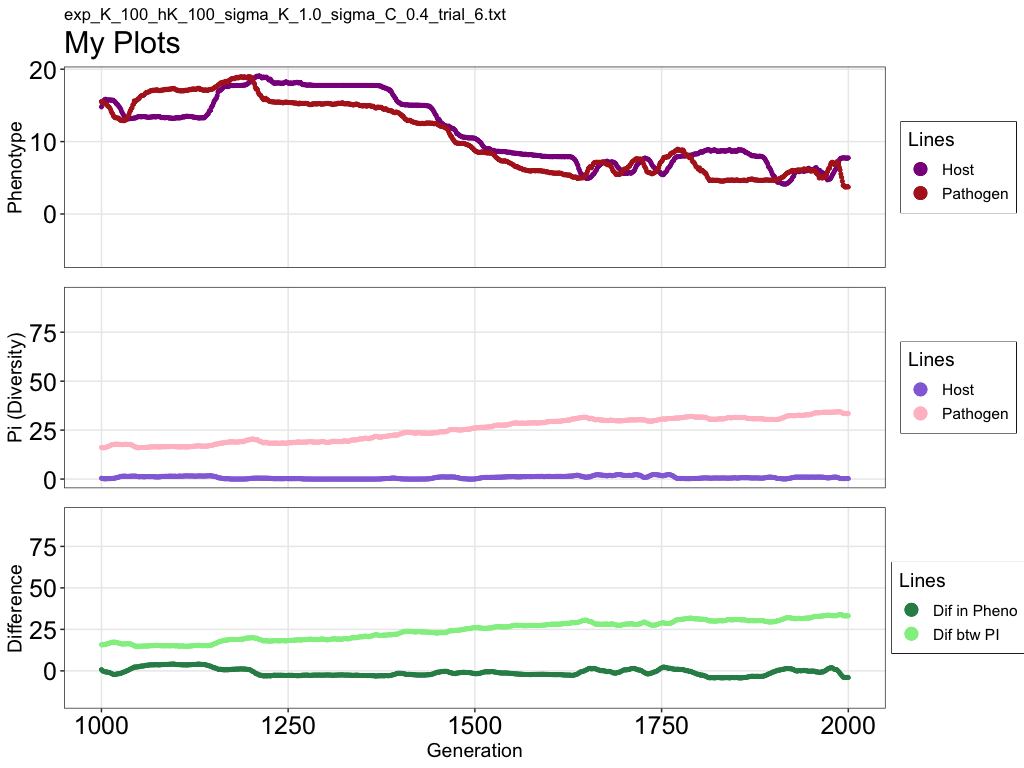 exp_K_100_hK_100_sigma_K_1.0_sigma_C_0.4_trial_6.txt
My Plots
20
10
0
Phenotype
Lines
Host
Pathogen
75
50
25
0
Pi (Diversity)
Lines
Host
Pathogen
75
50
25
0
Difference
Lines
Dif in Pheno
Dif btw PI
1000 1250 1500 1750 2000
Generation